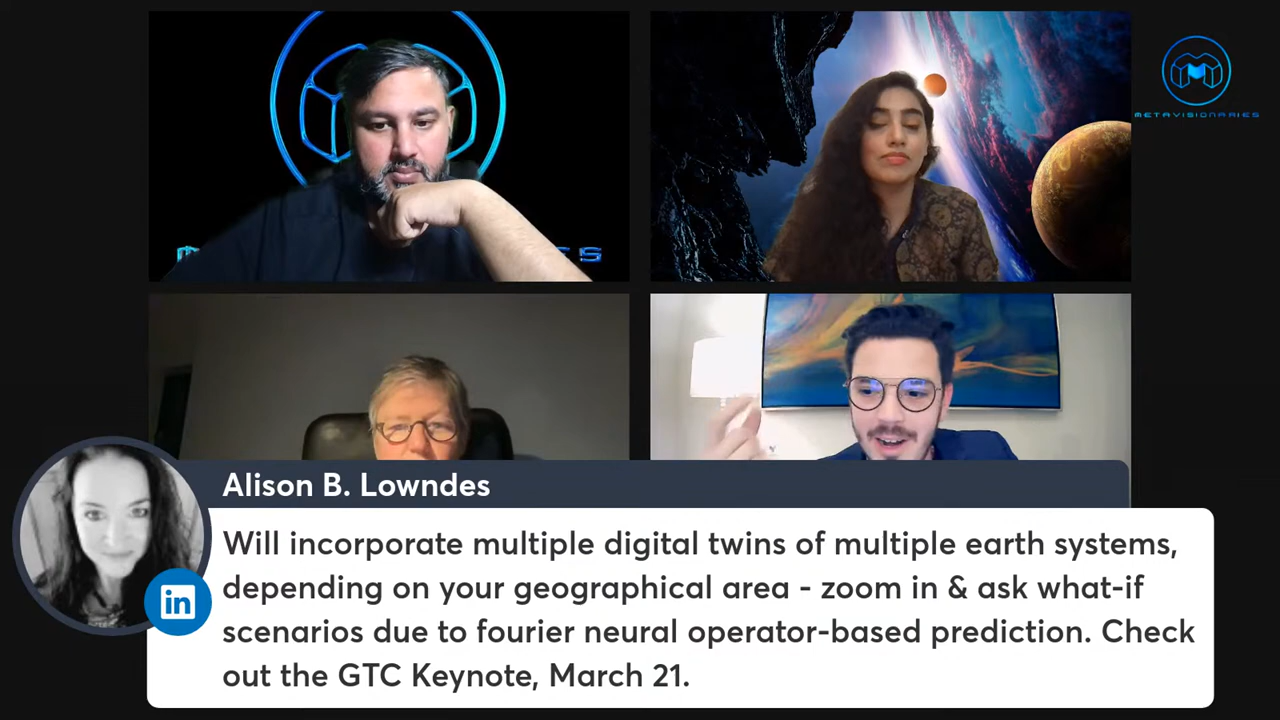 METAVISIONARIES
Alison B. Lowndes
in
Will incorporate multiple digital twins of multiple earth systems,
depending on your geographical area - zoom in & ask what-if
scenarios due to fourier neural operator-based prediction. Check
out the GTC Keynote, March 21.